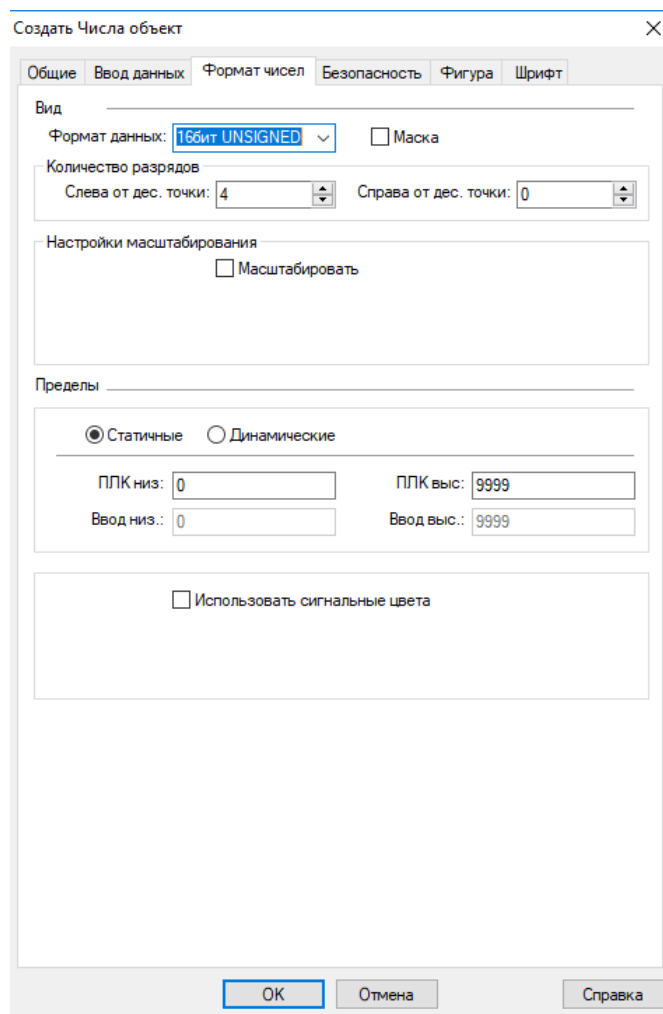 Создать Числа объект
Общие Ввод данных Формат чисел Безопасность Фигура Шрифт
Вид
Формат данных: 16бит UNSIGNED Маска
Количество разрядов
Слева от дес. точки: 4 Справа от дес. точки: 0
Настройки масштабирования
Масштабировать
Пределы
Статичные Динамические
ПЛК низ: 0 ПЛК выс: 9999
Ввод низ.: 0 Ввод выс.: 9999
Использовать сигнальные цвета
OK Отмена Справка